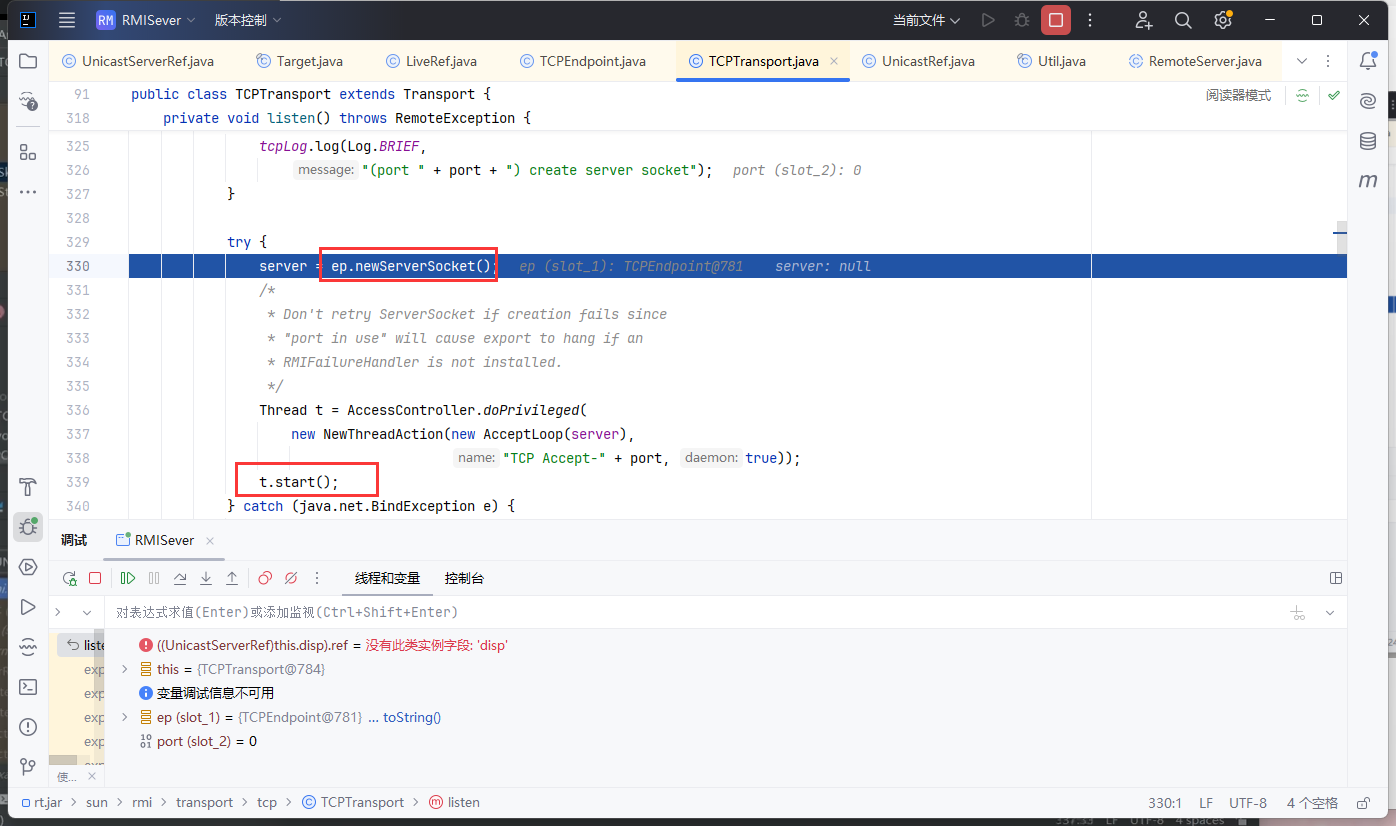 RM RMISever 版本控制 当前文件
UnicastServerRef.java Target.java LiveRef.java TCPEndpoint.java TCPTransport.java UnicastRef.java Util.java RemoteServer.java
91 public class TCPTransport extends Transport { 阅读器模式
318 private void listen() throws RemoteException {
325 tcpLog.log(Log.BRIEF,
326 message: "(port " + port + ") create server socket"); port (slot_2): 0
327 }
328
329 try {
330 server = ep.newServerSocket(); ep (slot_1): TCPEndpoint@781 server: null
331 /*
332 * Don't retry ServerSocket if creation fails since
333 * "port in use" will cause export to hang if an
334 * RMIFailureHandler is not installed.
335 */
336 Thread t = AccessController.doPrivileged(
337 new NewThreadAction(new AcceptLoop(server),
338 name: "TCP Accept-" + port, daemon: true));
339 t.start();
340 } catch (java.net.BindException e) {
调试 RMISever
线程和变量 控制台
对表达式求值(Enter)或添加监视(Ctrl+Shift+Enter)
liste ((UnicastServerRef)this.disp).ref = 没有此类实例字段: 'disp'
exp this = {TCPTransport@784}
exp 变量调试信息不可用
exp ep (slot_1) = {TCPEndpoint@781} ... toString()
exp port (slot_2) = 0
使...
rt.jar > sun > rmi > transport > tcp > TCPTransport > listen 330:1 LF UTF-8 4 个空格